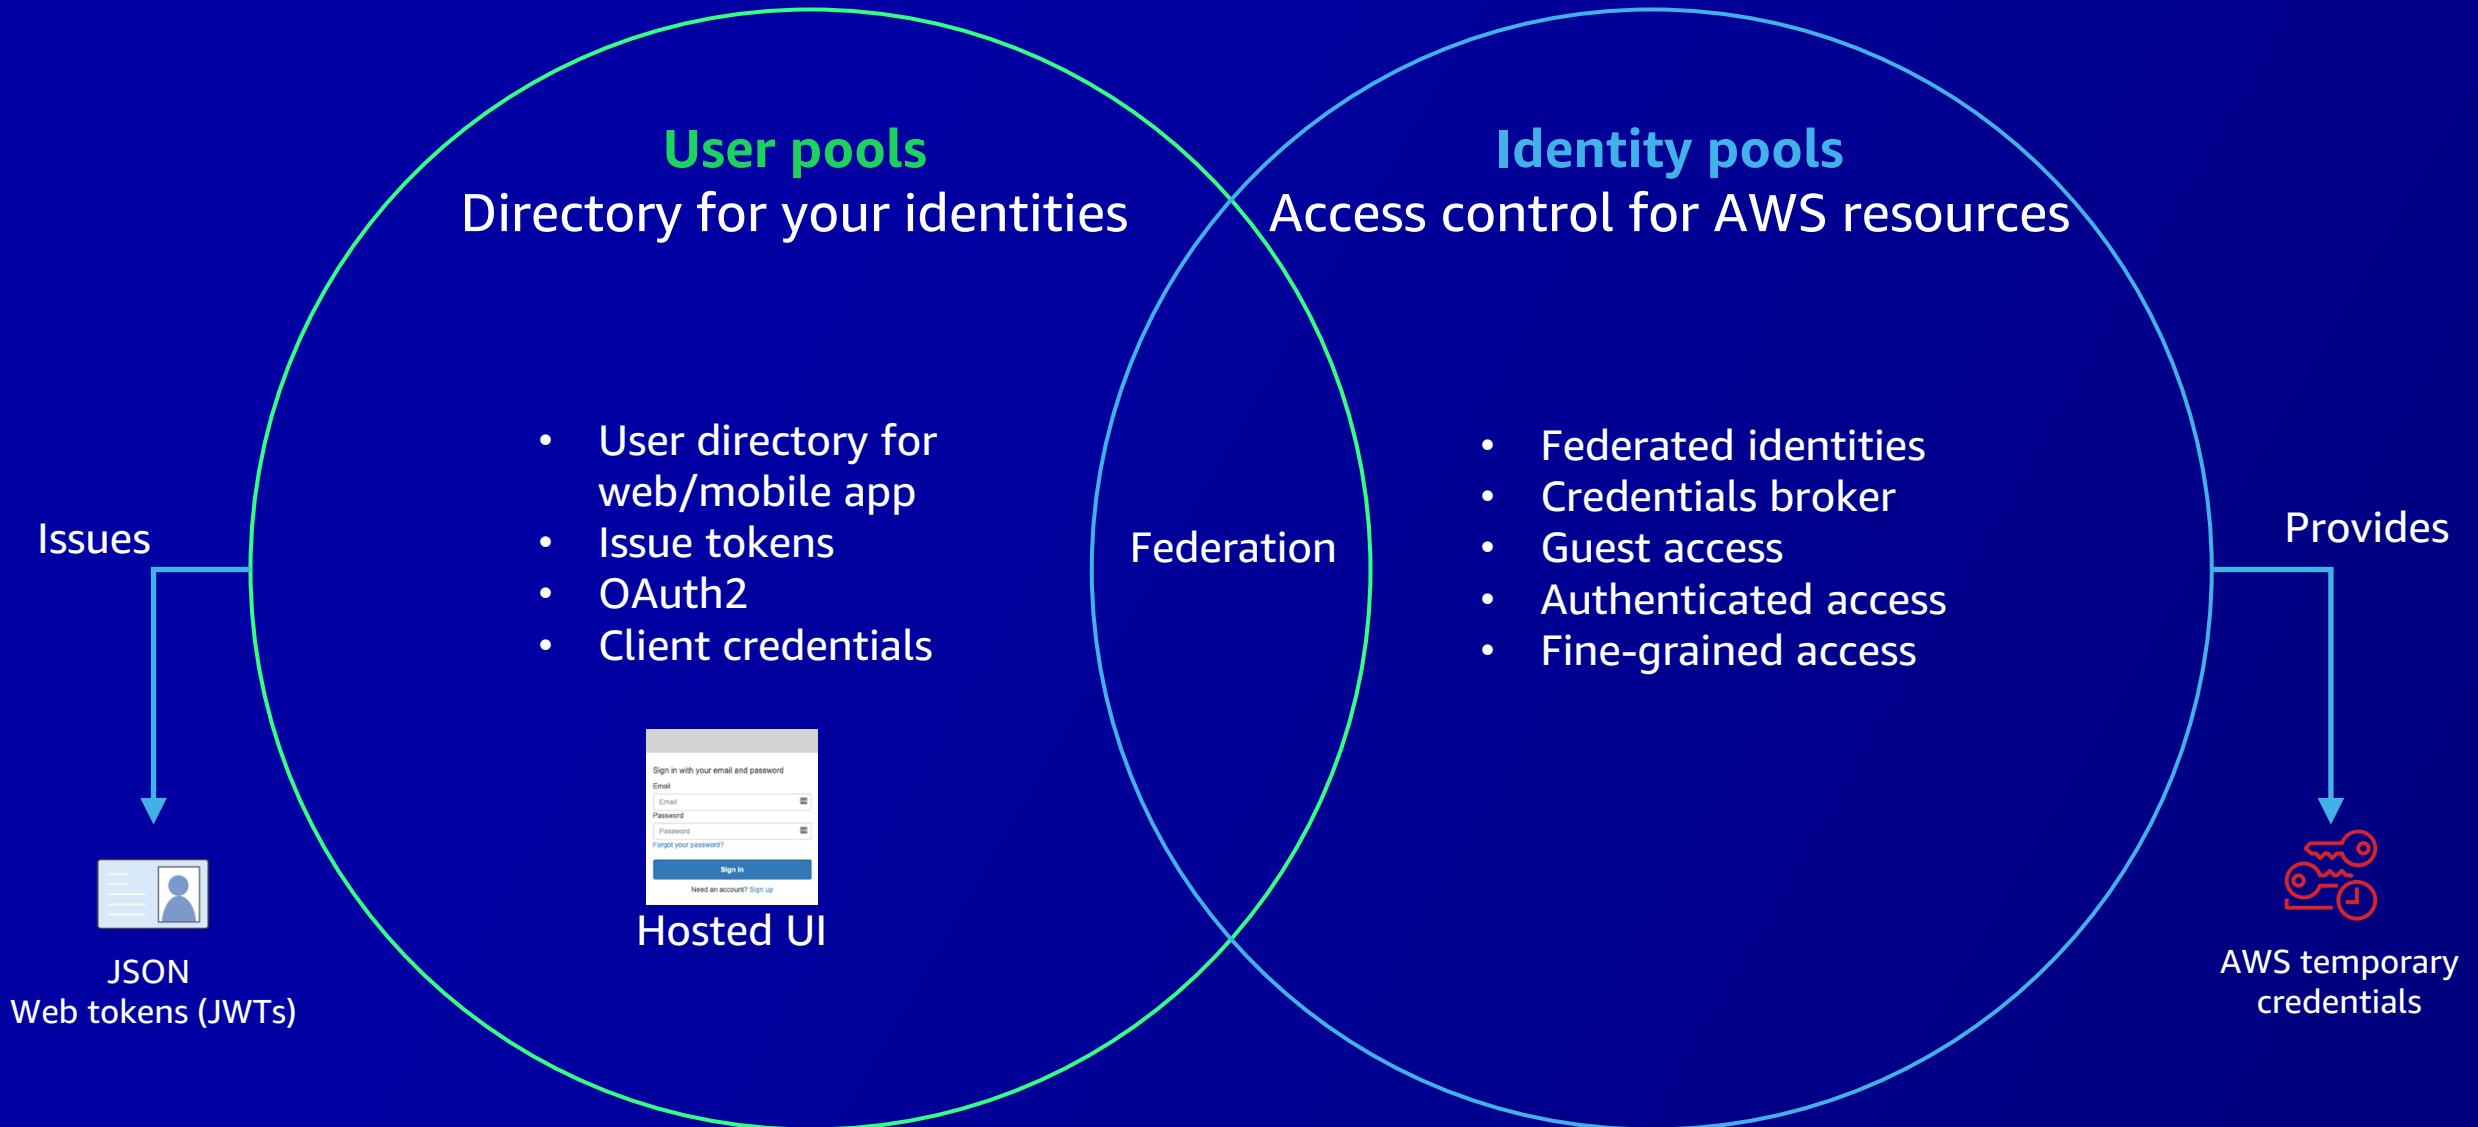 User pools
Directory for your identities
Identity pools
Access control for AWS resources
Issues
• User directory for
web/mobile app
• Issue tokens
• OAuth2
• Client credentials
Federation
• Federated identities
• Credentials broker
• Guest access
• Authenticated access
• Fine-grained access
Provides
Sign in with your email and password
Email
Email
Password
Password
Forgot your password?
Sign in
Need an account? Sign up
Hosted UI
JSON
Web tokens (JWTs)
AWS temporary
credentials